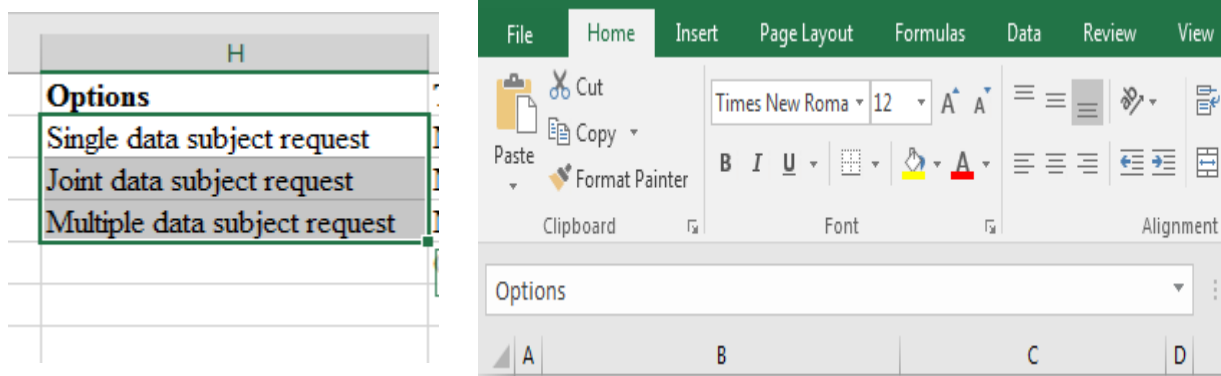 H
Options
Single data subject request
Joint data subject request
Multiple data subject request
File Home Insert Page Layout Formulas Data Review View
Cut
Copy
Format Painter
Paste
Clipboard
Times New Roma 12 A A
B I U A
Font
Alignment
Options
A B C D